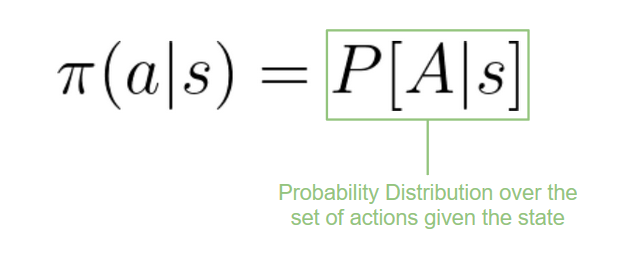 π(a|s) = P[A|s]
Probability Distribution over the
set of actions given the state